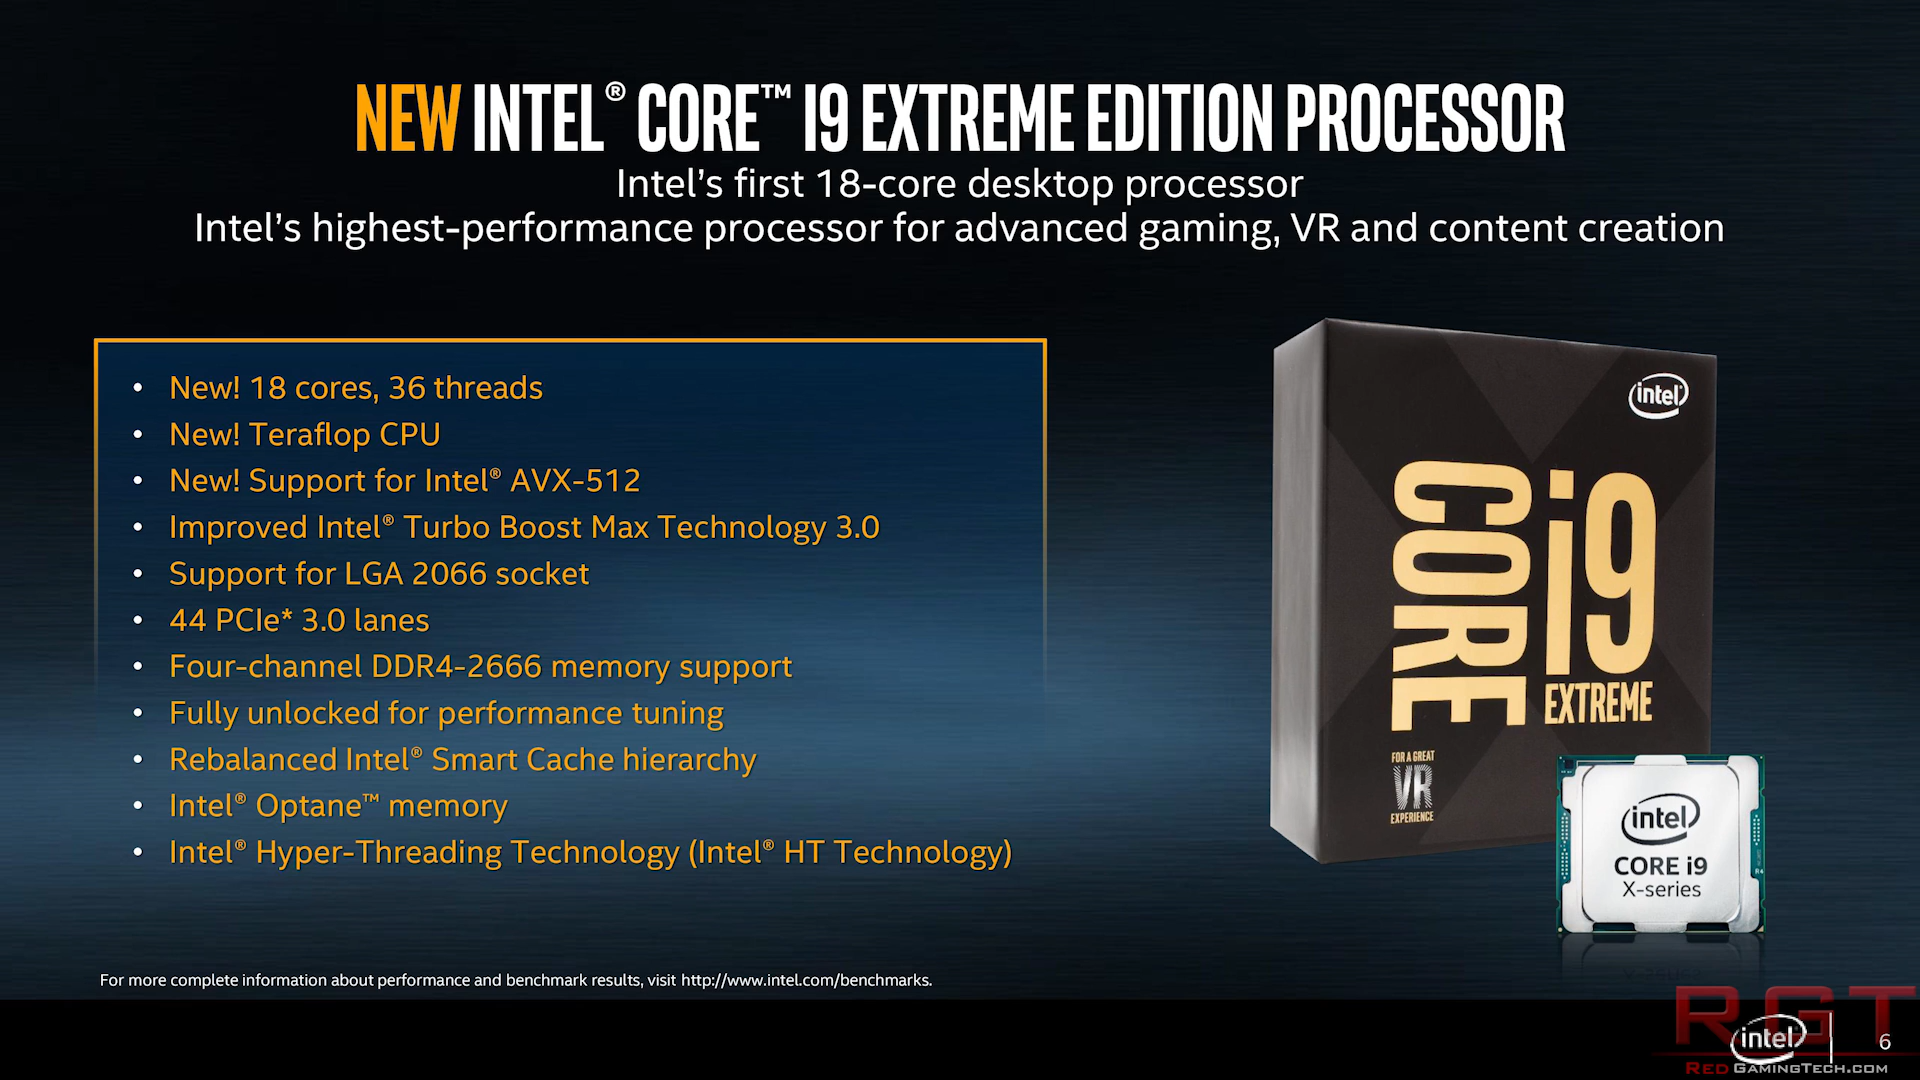 NEW INTEL® CORE™ I9 EXTREME EDITION PROCESSOR
Intel's first 18-core desktop processor
Intel's highest-performance processor for advanced gaming, VR and content creation
• New! 18 cores, 36 threads
• New! Teraflop CPU
• New! Support for Intel® AVX-512
• Improved Intel® Turbo Boost Max Technology 3.0
• Support for LGA 2066 socket
• 44 PCIe* 3.0 lanes
• Four-channel DDR4-2666 memory support
• Fully unlocked for performance tuning
• Rebalanced Intel® Smart Cache hierarchy
• Intel® Optane™ memory
• Intel® Hyper-Threading Technology (Intel® HT Technology)
intel®
CORE i9
EXTREME
FOR A GREAT
VR
EXPERIENCE
intel®
CORE i9
X-series
For more complete information about performance and benchmark results, visit http://www.intel.com/benchmarks.
RGT
intel
6
REDGAMINGTECH.COM